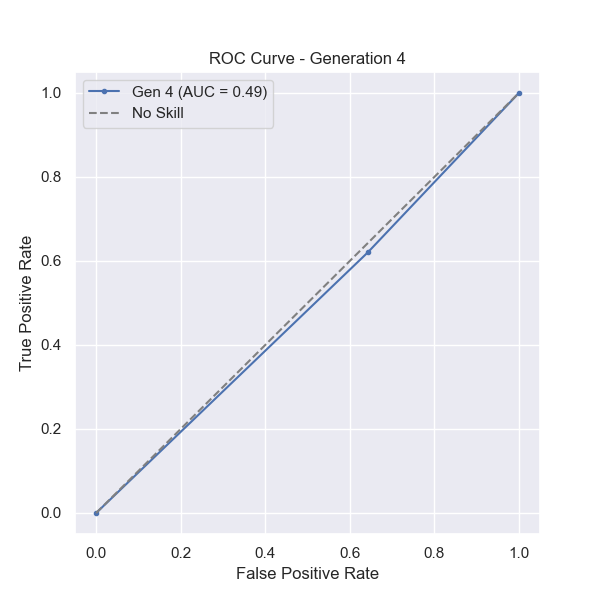 ROC Curve - Generation 4
Gen 4 (AUC = 0.49)
No Skill
True Positive Rate
1.0
0.8
0.6
0.4
0.2
0.0
0.0 0.2 0.4 0.6 0.8 1.0
False Positive Rate